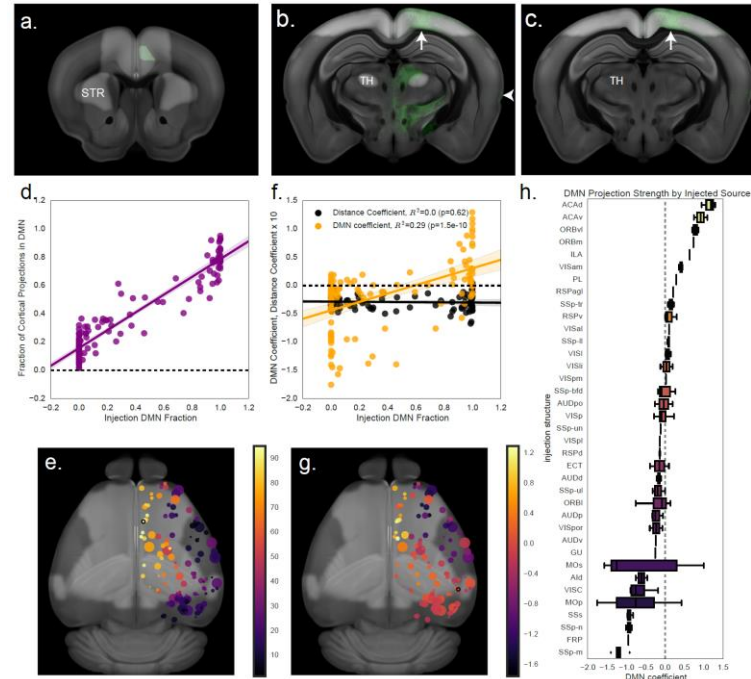 a.
STR
b.
TH
c.
TH
d.
Fraction of Cortical Projections in DMN
1.2
1.0
0.8
0.6
0.4
0.2
0.0
−0.2
−0.2 0.0 0.2 0.4 0.6 0.8 1.0 1.2
Injection DMN Fraction
f.
Distance Coefficient, R²=0.0 (p=0.62)
DMN coefficient, R²=0.29 (p=1.5e-10
DMN Coefficient, Distance Coefficient x 10
1.5
1.0
0.5
0.0
−0.5
−1.0
−1.5
−2.0
−0.2 0.0 0.2 0.4 0.6 0.8 1.0 1.2
Injection DMN Fraction
e.
90
80
70
60
50
40
30
20
10
g.
1.2
0.8
0.4
0.0
−0.4
−0.8
−1.2
−1.6
h.
DMN Projection Strength by Injected Source
injection structure
ACAd
ACAv
ORBvl
ORBm
ILA
VISam
PL
RSPagl
SSp-tr
RSPv
VISal
SSp-ll
VISl
VISli
VISpm
SSp-bfd
AUDpo
VISp
SSp-un
VISpl
RSPd
ECT
AUDd
SSp-ul
ORBl
AUDp
VISpor
AUDv
GU
MOs
AId
VISC
MOp
SSs
SSp-n
FRP
SSp-m
−2.0 −1.5 −1.0 −0.5 0.0 0.5 1.0 1.5
DMN coefficient